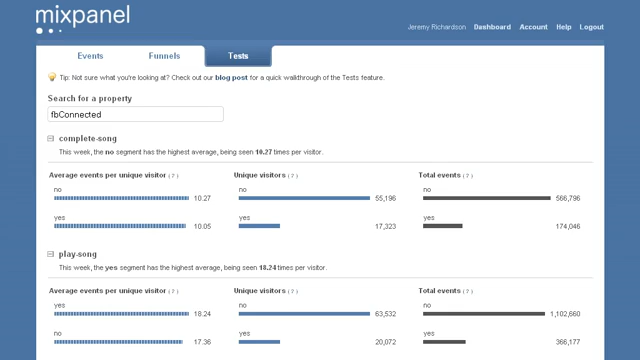 mixpanel
Jeremy Richardson Dashboard Account Help Logout
Events Funnels Tests
Tip: Not sure what you're looking at? Check out our blog post for a quick walkthrough of the Tests feature.
Search for a property
fbConnected
complete-song
This week, the no segment has the highest average, being seen 10.27 times per visitor.
Average events per unique visitor ( ? ) Unique visitors ( ? ) Total events ( ? )
no no no
10.27 55,196 566,796
yes yes yes
10.05 17,323 174,046
play-song
This week, the yes segment has the highest average, being seen 18.24 times per visitor.
Average events per unique visitor ( ? ) Unique visitors ( ? ) Total events ( ? )
yes no no
18.24 63,532 1,102,660
no yes yes
17.36 20,072 366,177